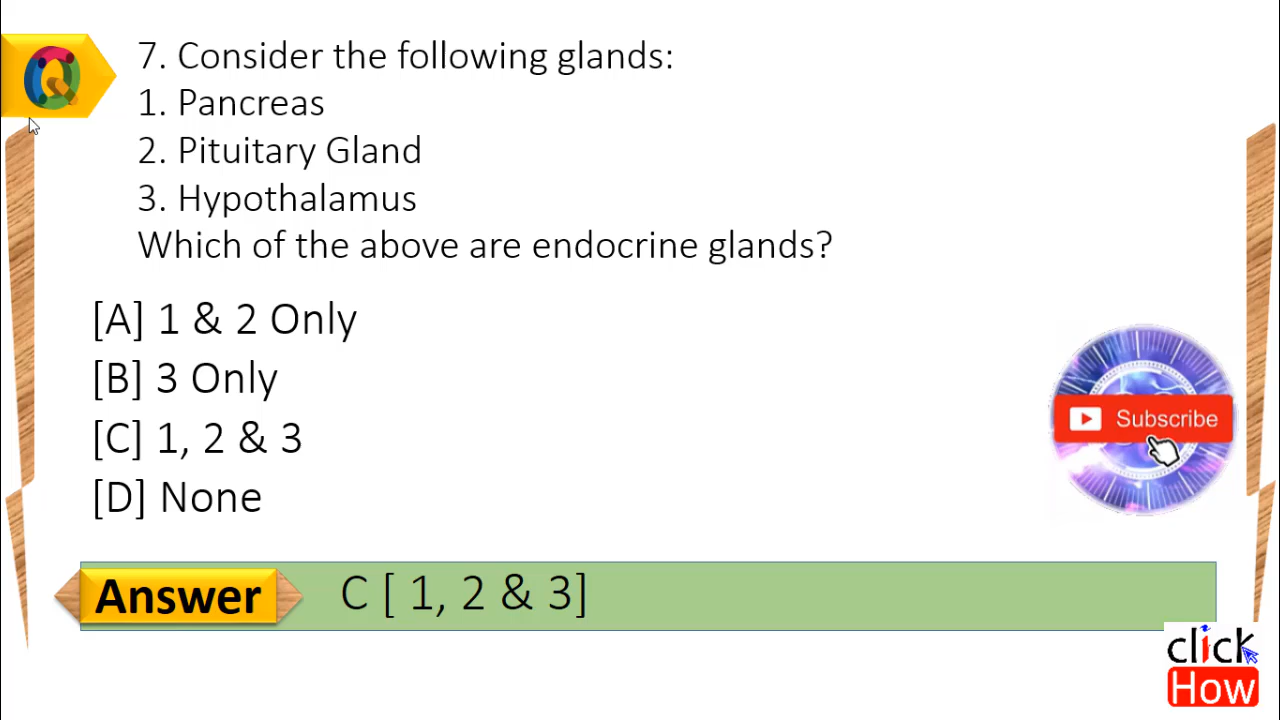 Q
7. Consider the following glands:
1. Pancreas
2. Pituitary Gland
3. Hypothalamus
Which of the above are endocrine glands?
[A] 1 & 2 Only
[B] 3 Only
[C] 1, 2 & 3
[D] None
Subscribe
Answer C [ 1, 2 & 3]
click
How